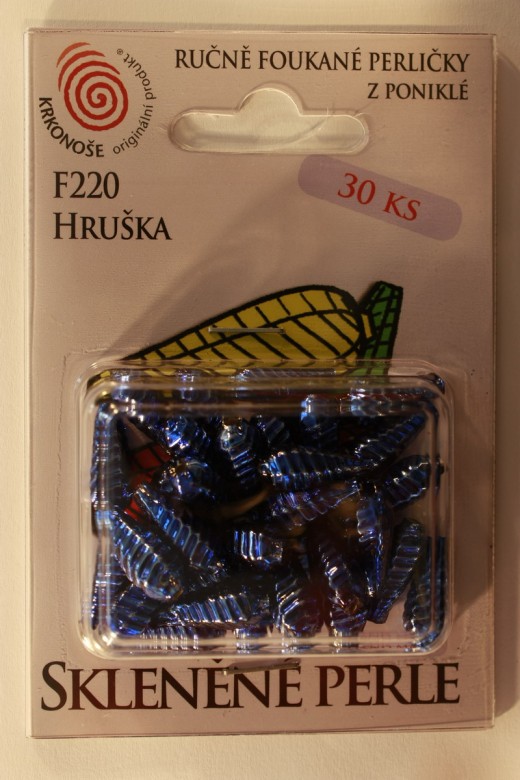 RUČNĚ FOUKANÉ PERLIČKY
Z PONIKLÉ
KRKONOŠE originální produkt®
F220
HRUŠKA
30 KS
SKLENĚNÉ PERLE